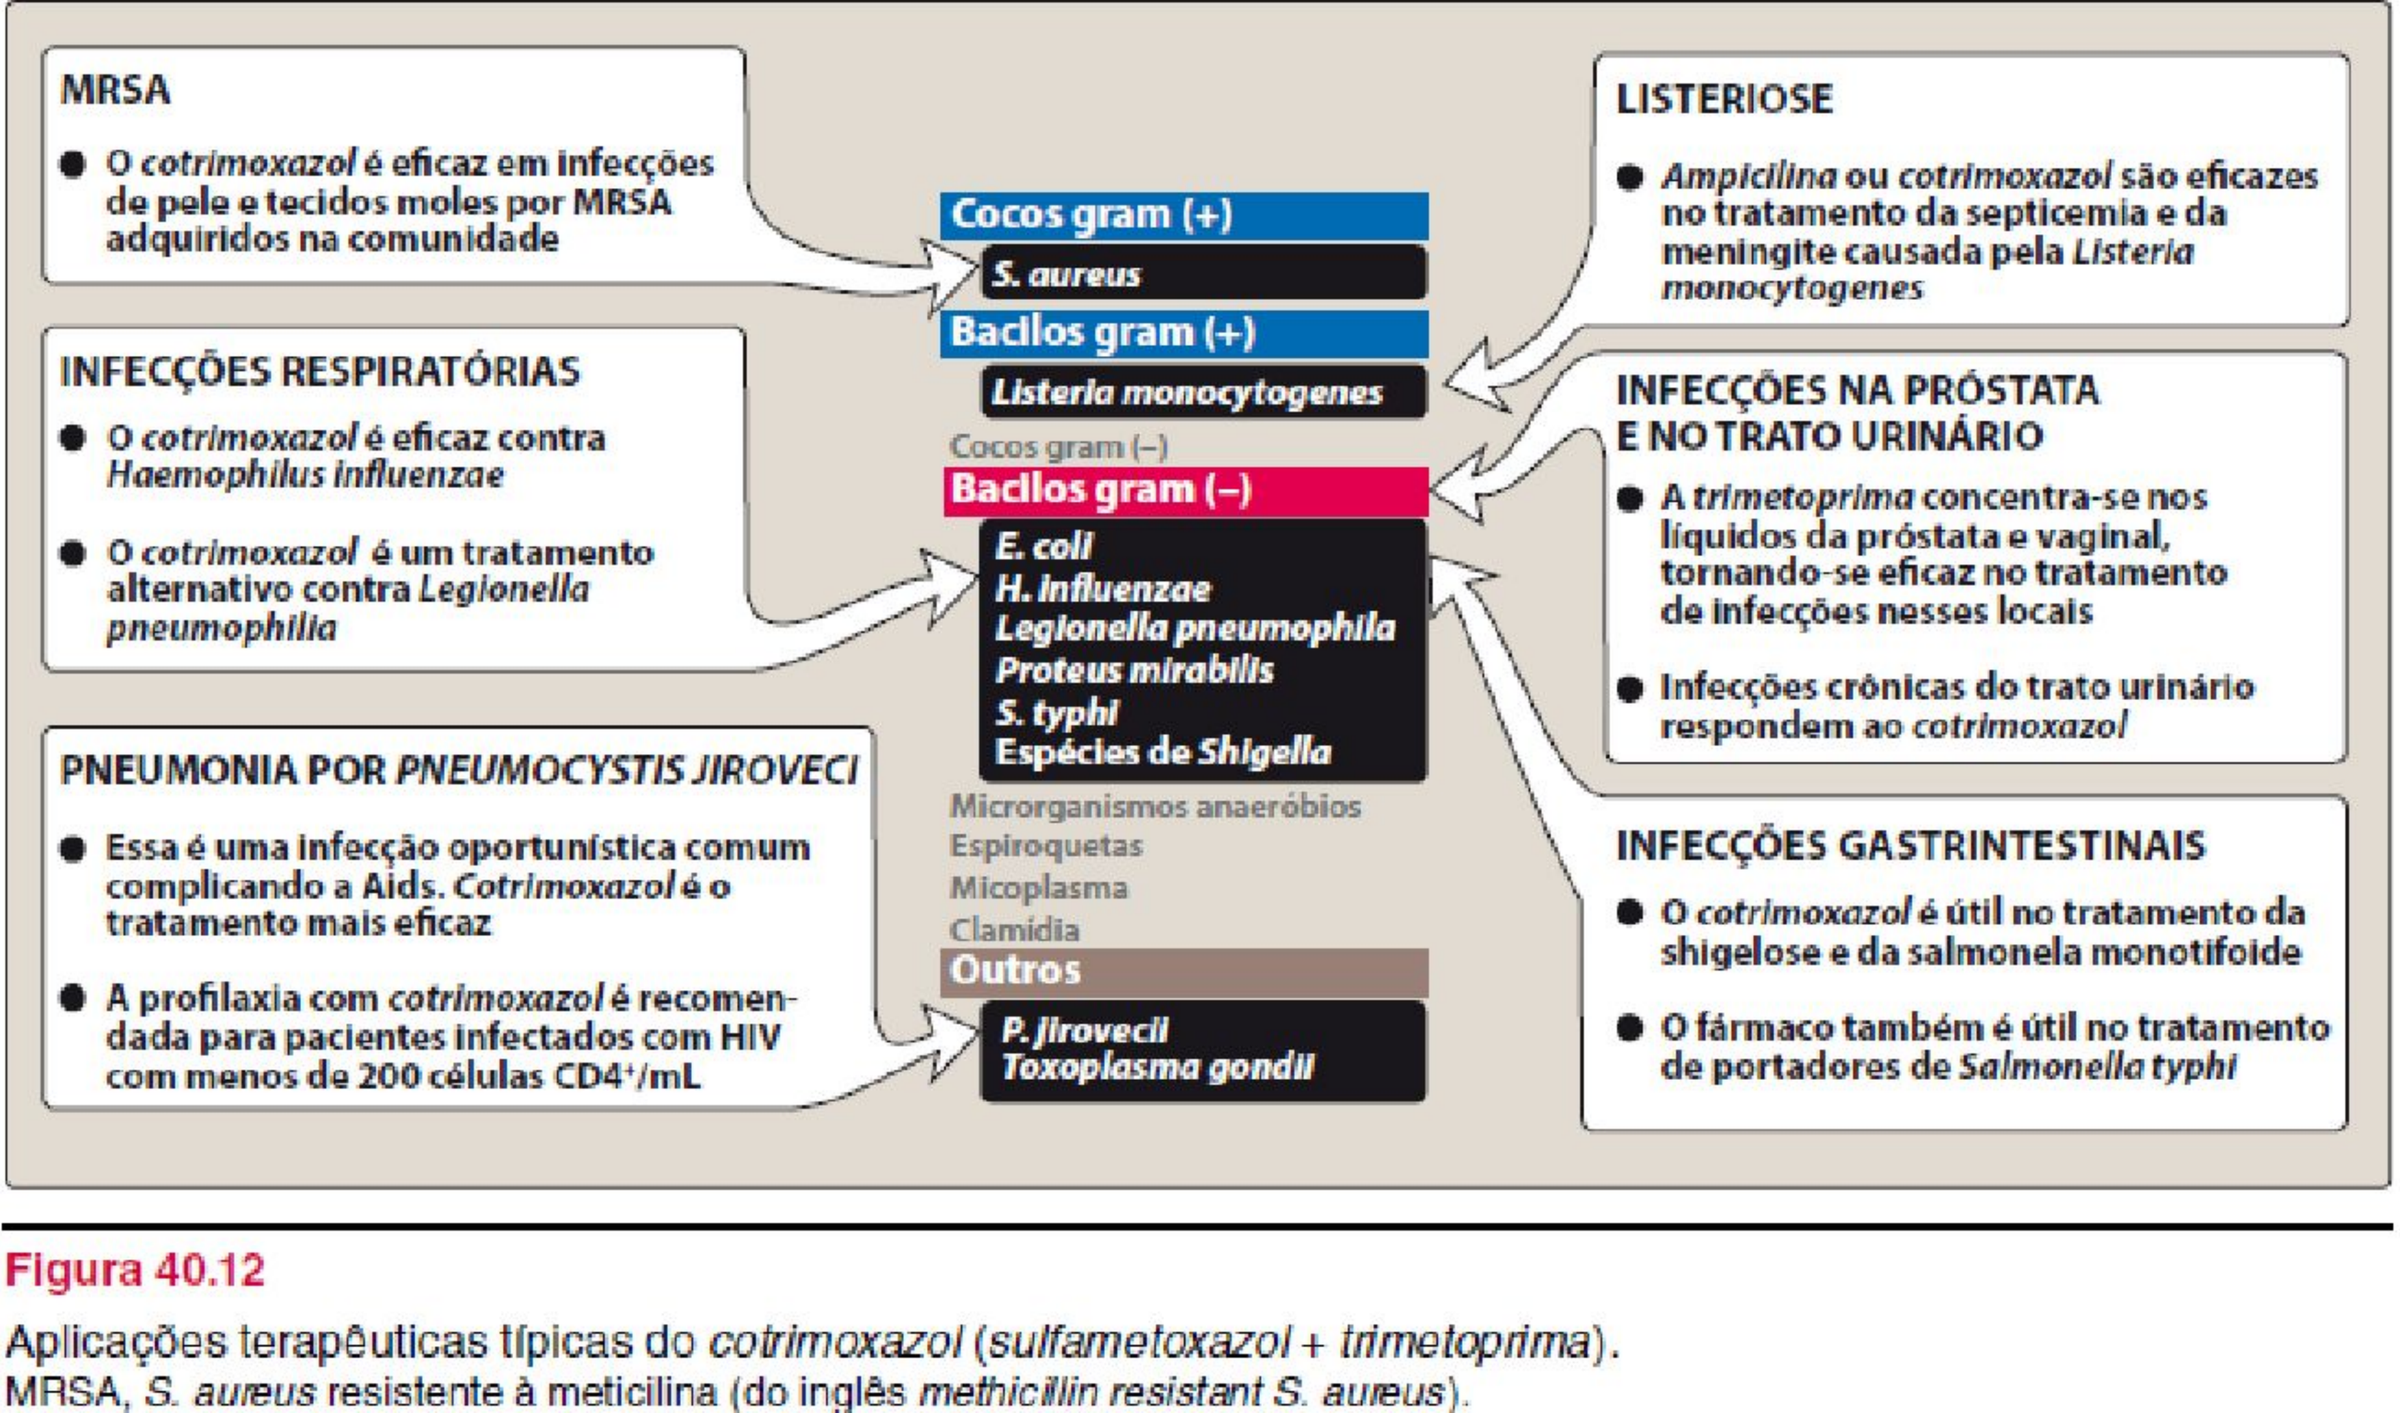 MRSA
● O cotrimoxazol é eficaz em infecções
de pele e tecidos moles por MRSA
adquiridos na comunidade
INFECÇÕES RESPIRATÓRIAS
● O cotrimoxazol é eficaz contra
Haemophilus influenzae
● O cotrimoxazol é um tratamento
alternativo contra Legionella
pneumophilia
PNEUMONIA POR PNEUMOCYSTIS JIROVECI
● Essa é uma infecção oportunística comum
complicando a Aids. Cotrimoxazol é o
tratamento mais eficaz
● A profilaxia com cotrimoxazol é recomen-
dada para pacientes infectados com HIV
com menos de 200 células CD4⁺/mL
Cocos gram (+)
S. aureus
Bacilos gram (+)
Listeria monocytogenes
Cocos gram (–)
Bacilos gram (–)
E. coli
H. influenzae
Legionella pneumophila
Proteus mirabilis
S. typhi
Espécies de Shigella
Microrganismos anaeróbios
Espiroquetas
Micoplasma
Clamídia
Outros
P. jirovecii
Toxoplasma gondii
LISTERIOSE
● Ampicilina ou cotrimoxazol são eficazes
no tratamento da septicemia e da
meningite causada pela Listeria
monocytogenes
INFECÇÕES NA PRÓSTATA
E NO TRATO URINÁRIO
● A trimetoprima concentra-se nos
líquidos da próstata e vaginal,
tornando-se eficaz no tratamento
de infecções nesses locais
● Infecções crônicas do trato urinário
respondem ao cotrimoxazol
INFECÇÕES GASTRINTESTINAIS
● O cotrimoxazol é útil no tratamento da
shigelose e da salmonela monotifoide
● O fármaco também é útil no tratamento
de portadores de Salmonella typhi
Figura 40.12
Aplicações terapêuticas típicas do cotrimoxazol (sulfametoxazol + trimetoprima).
MRSA, S. aureus resistente à meticilina (do inglês methicillin resistant S. aureus).